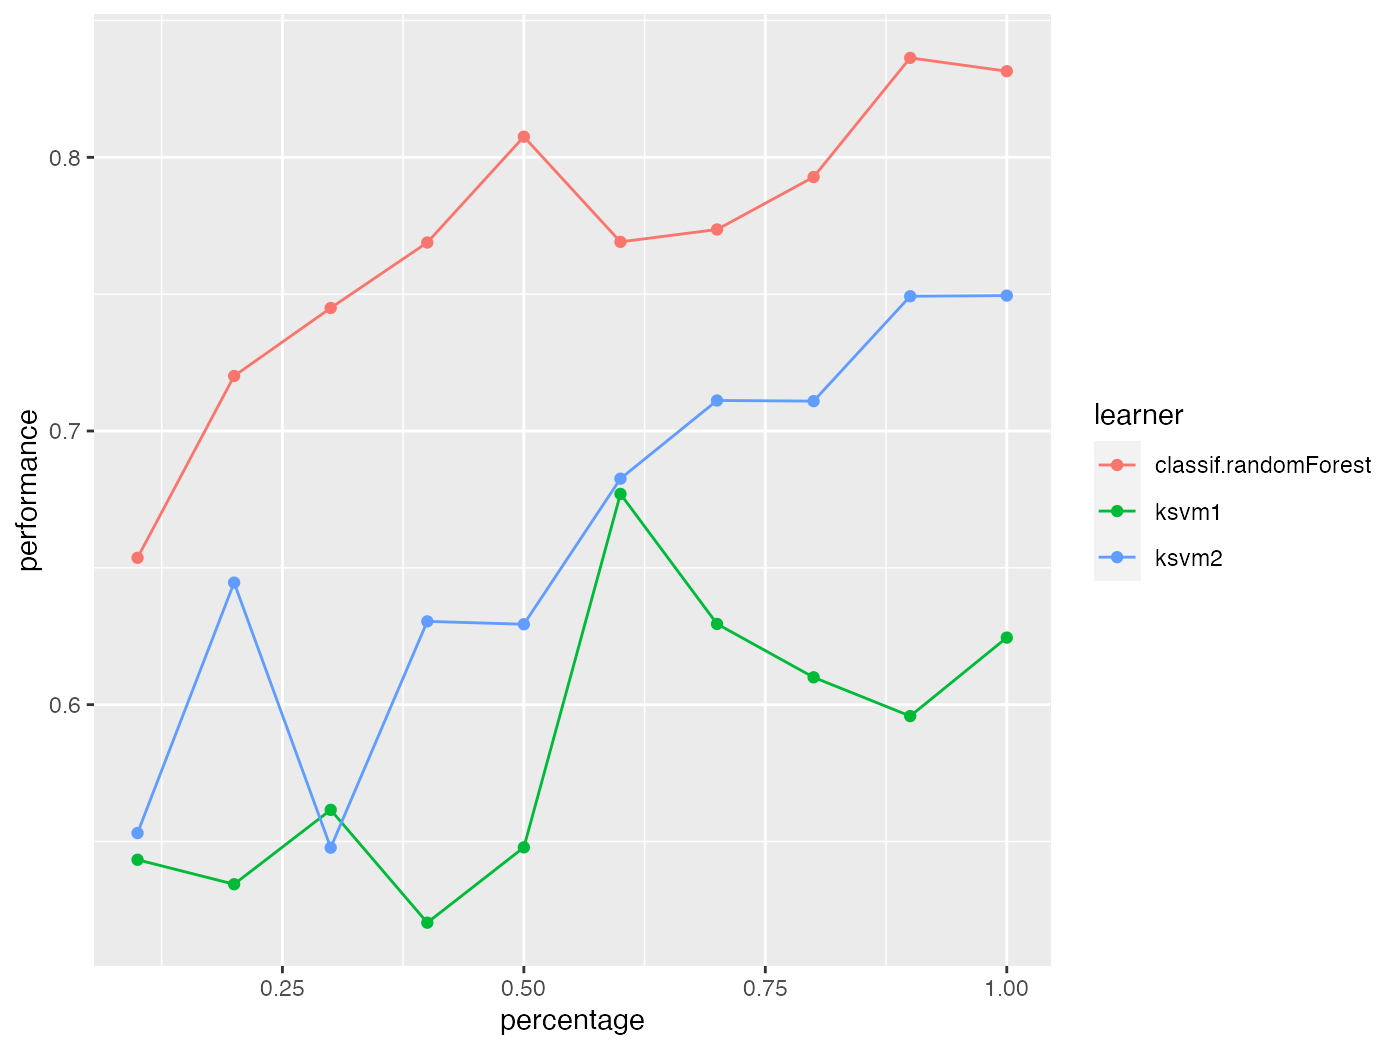 performance
0.8
0.7
0.6
0.25
0.50
0.75
1.00
percentage
learner
classif.randomForest
ksvm1
ksvm2